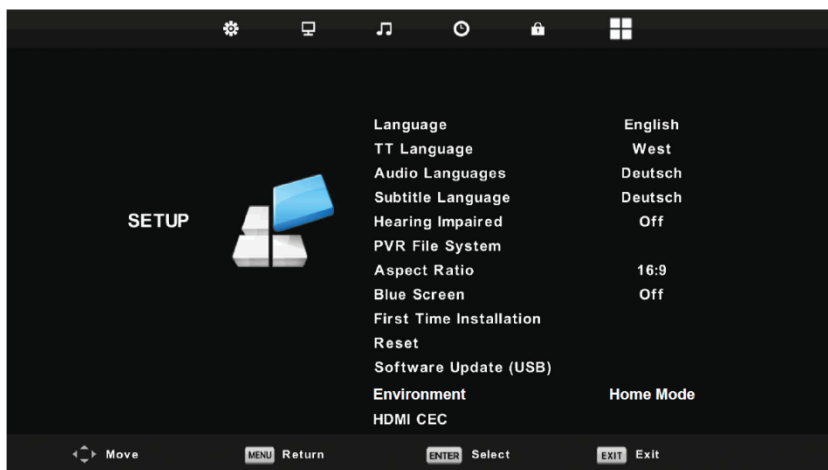 Language English
TT Language West
Audio Languages Deutsch
Subtitle Language Deutsch
SETUP
Hearing Impaired Off
PVR File System
Aspect Ratio 16:9
Blue Screen Off
First Time Installation
Reset
Software Update (USB)
Environment Home Mode
HDMI CEC
Move MENU Return ENTER Select EXIT Exit